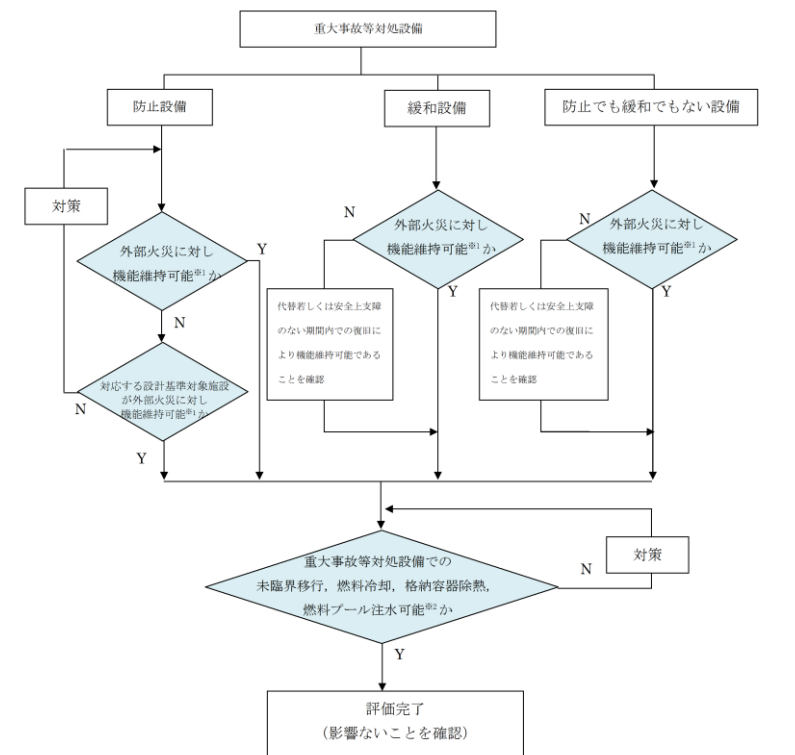 重大事故等対処設備
防止設備
緩和設備
防止でも緩和でもない設備
対策
外部火災に対し
機能維持可能※1か
Y
N
対応する設計基準対象施設
が外部火災に対し
機能維持可能※1か
N
Y
N
外部火災に対し
機能維持可能※1か
Y
代替若しくは安全上支障
のない期間内での復旧に
より機能維持可能である
ことを確認
N
外部火災に対し
機能維持可能※1か
Y
代替若しくは安全上支障
のない期間内での復旧に
より機能維持可能である
ことを確認
重大事故等対処設備での
未臨界移行，燃料冷却，格納容器除熱，
燃料プール注水可能※2か
N
対策
Y
評価完了
（影響ないことを確認）